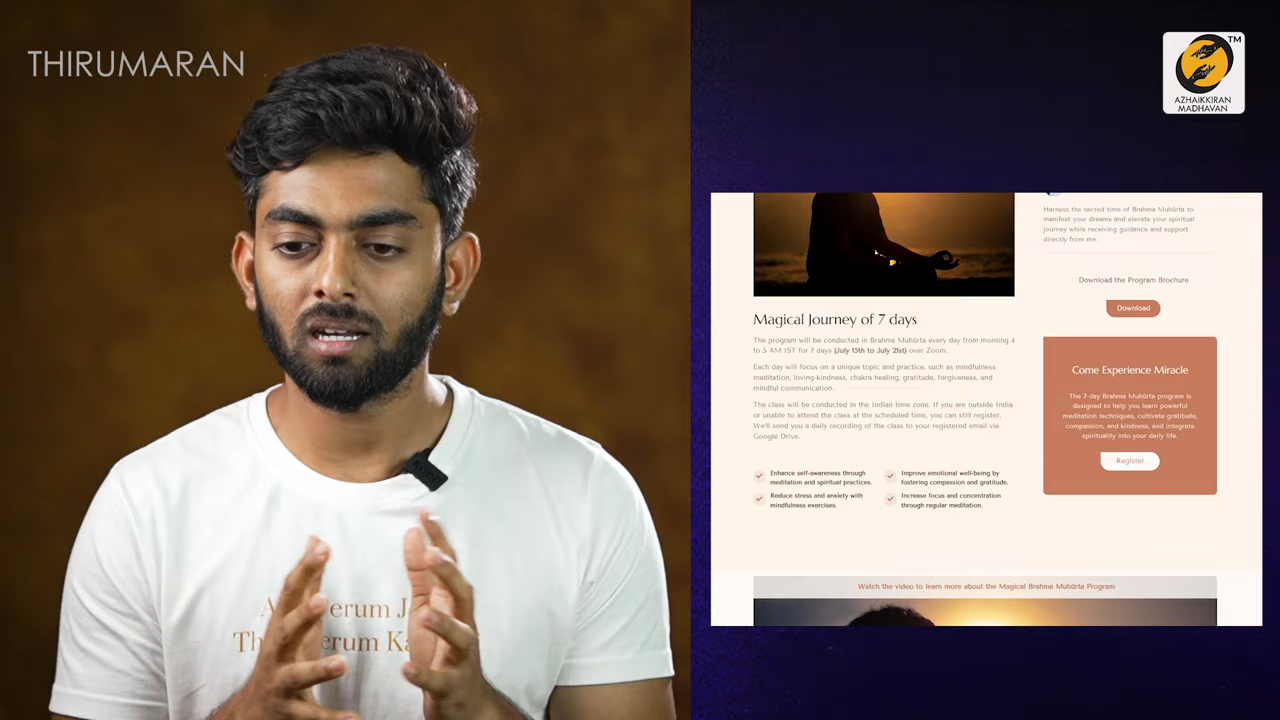 THIRUMARAN
TM
AZHAIKKIRAN
MADHAVAN
Harness the sacred time of Brahma Muhūrta to
manifest your dreams and elevate your spiritual
journey while receiving guidance and support
directly from me.
Download the Program Brochure
Download
Magical Journey of 7 days
The program will be conducted in Brahma Muhūrta every day from morning 4
to 5 AM IST for 7 days (July 15th to July 21st) over Zoom.
Each day will focus on a unique topic and practice, such as mindfulness
meditation, loving-kindness, chakra healing, gratitude, forgiveness, and
mindful communication.
The class will be conducted in the Indian time zone. If you are outside India
or unable to attend the class at the scheduled time, you can still register.
We'll send you a daily recording of the class to your registered email via
Google Drive.
Enhance self-awareness through
meditation and spiritual practices.
Improve emotional well-being by
fostering compassion and gratitude.
Reduce stress and anxiety with
mindfulness exercises.
Increase focus and concentration
through regular meditation.
Come Experience Miracle
The 7-day Brahma Muhūrta program is
designed to help you learn powerful
meditation techniques, cultivate gratitude,
compassion, and kindness, and integrate
spirituality into your daily life.
Register
Watch the video to learn more about the Magical Brahma Muhūrta Program